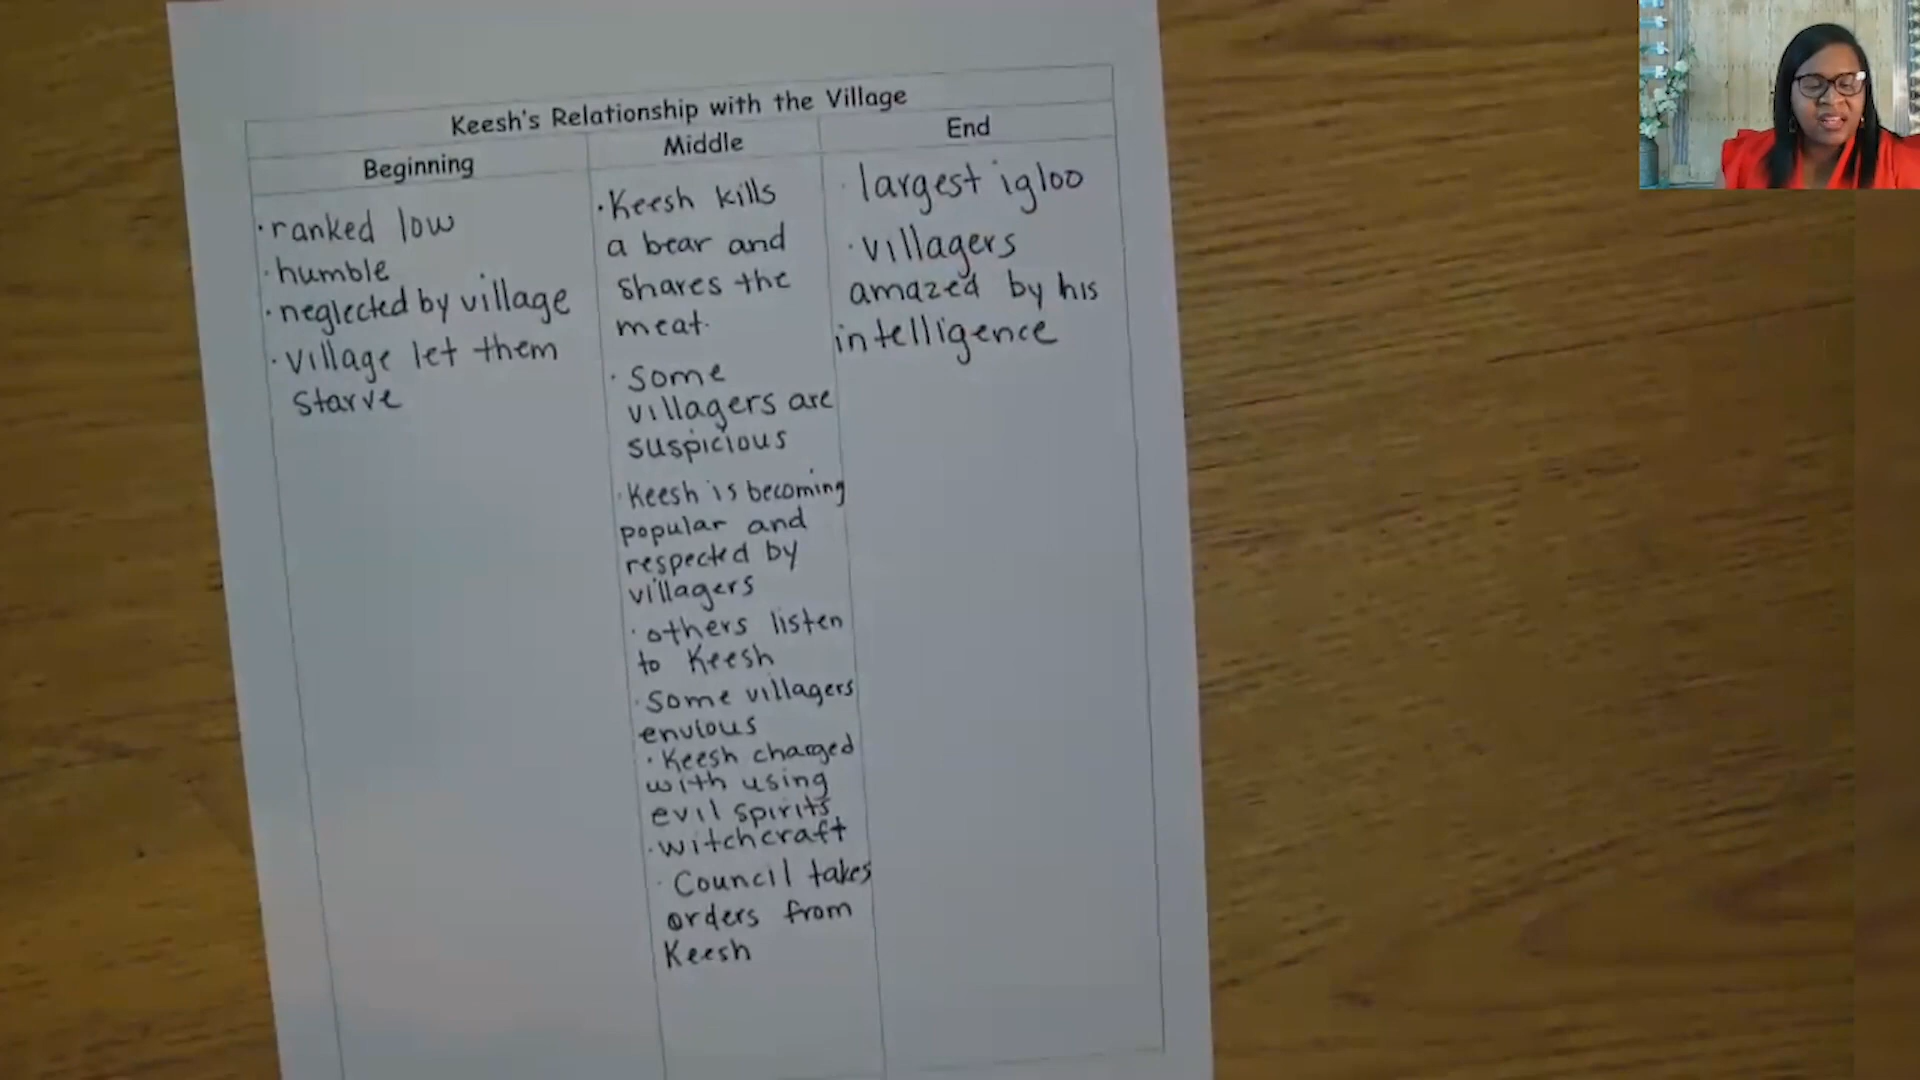 Keesh's Relationship with the Village
Beginning
Middle
End
· ranked low
· humble
· neglected by village
· village let them
starve
· Keesh kills
a bear and
shares the
meat.
· Some
villagers are
suspicious
· Keesh is becoming
popular and
respected by
villagers
· others listen
to Keesh
· Some villagers
envious
· Keesh charged
with using
evil spirits
· witchcraft
· Council takes
orders from
Keesh
· largest igloo
· villagers
amazed by his
intelligence